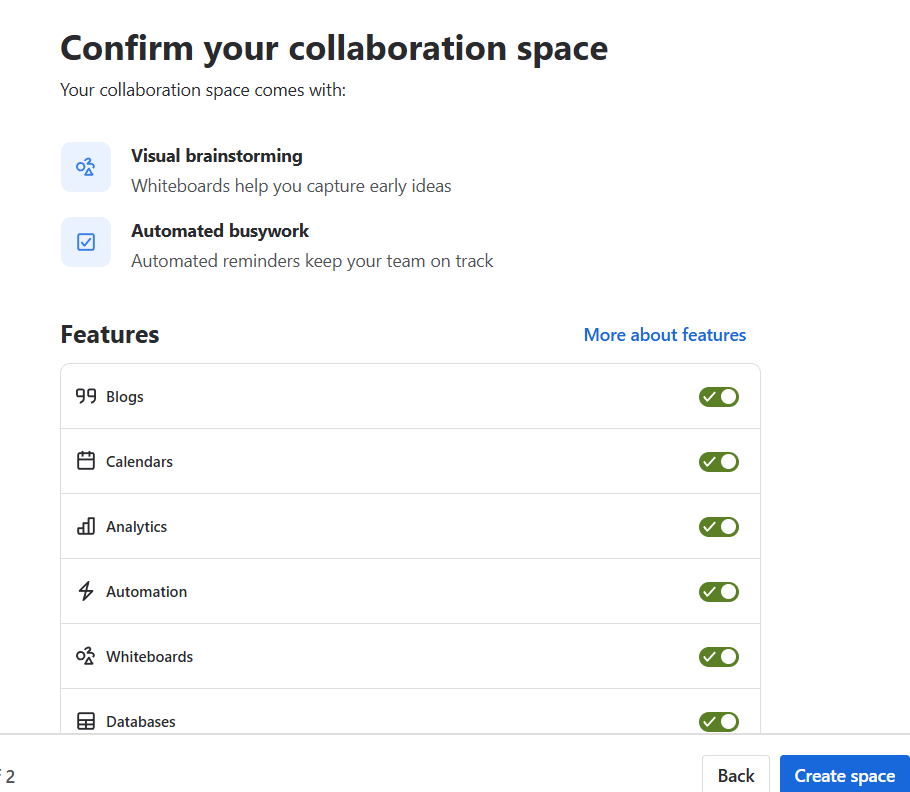 Confirm your collaboration space
Your collaboration space comes with:
Visual brainstorming
Whiteboards help you capture early ideas
Automated busywork
Automated reminders keep your team on track
Features
More about features
Blogs
Calendars
Analytics
Automation
Whiteboards
Databases
2
Back
Create space